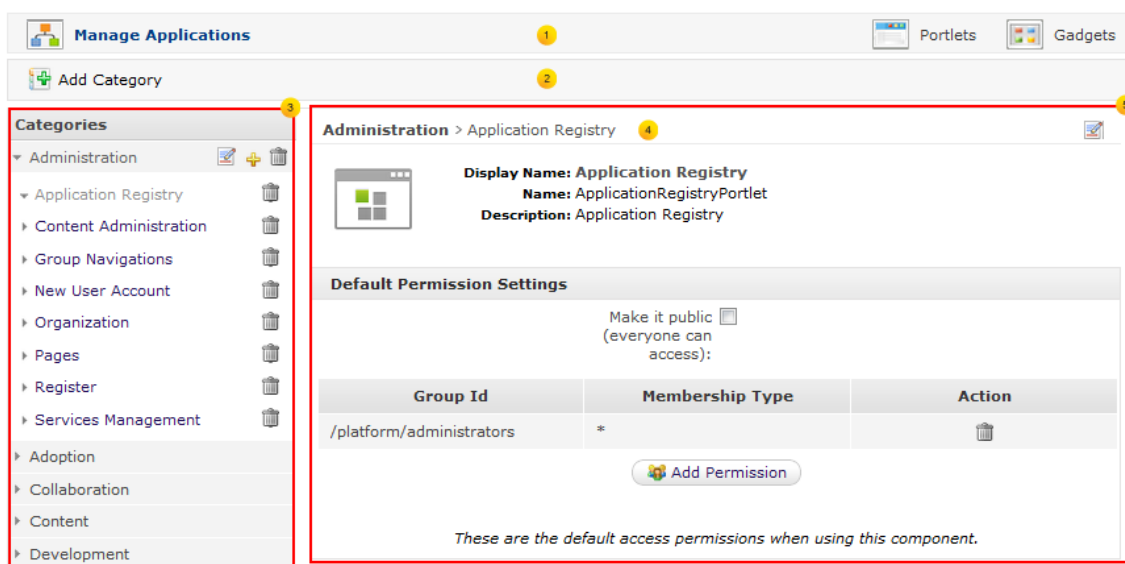 Manage Applications 1 Portlets Gadgets
Add Category 2
3
5
Categories
Administration
Application Registry
Content Administration
Group Navigations
New User Account
Organization
Pages
Register
Services Management
Adoption
Collaboration
Content
Development
Administration > Application Registry 4
Display Name: Application Registry
Name: ApplicationRegistryPortlet
Description: Application Registry
Default Permission Settings
Make it public
(everyone can
access):
Group Id Membership Type Action
/platform/administrators *
Add Permission
These are the default access permissions when using this component.